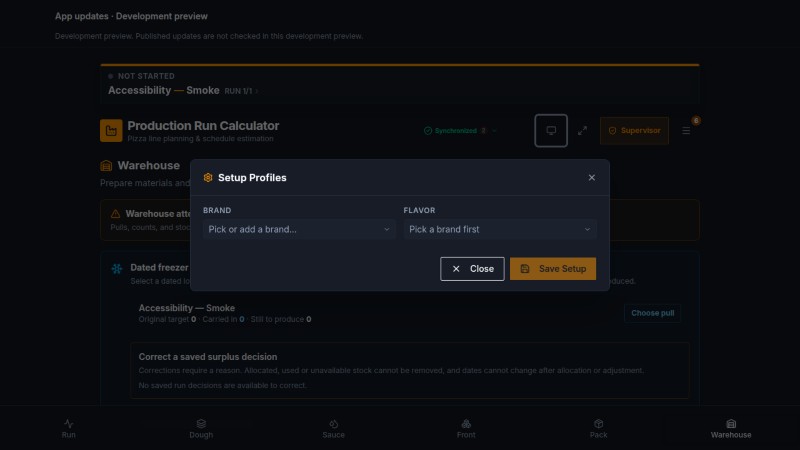 App updates · Development preview
Development preview. Published updates are not checked in this development preview.
NOT STARTED
Accessibility — Smoke RUN 1/1 ›
Production Run Calculator
Pizza line planning & schedule estimation
Synchronized
Supervisor
6
Warehouse
Prepare materials and
Setup Profiles
BRAND
Pick or add a brand...
FLAVOR
Pick a brand first
Close
Save Setup
Warehouse atte
Pulls, counts, and stoc
Dated freezer
Select a dated lo
duced.
Accessibility — Smoke
Original target 0 · Carried in 0 · Still to produce 0
Choose pull
Correct a saved surplus decision
Corrections require a reason. Allocated, used or unavailable stock cannot be removed, and dates cannot change after allocation or adjustment.
No saved run decisions are available to correct.
Run
Dough
Sauce
Front
Pack
Warehouse